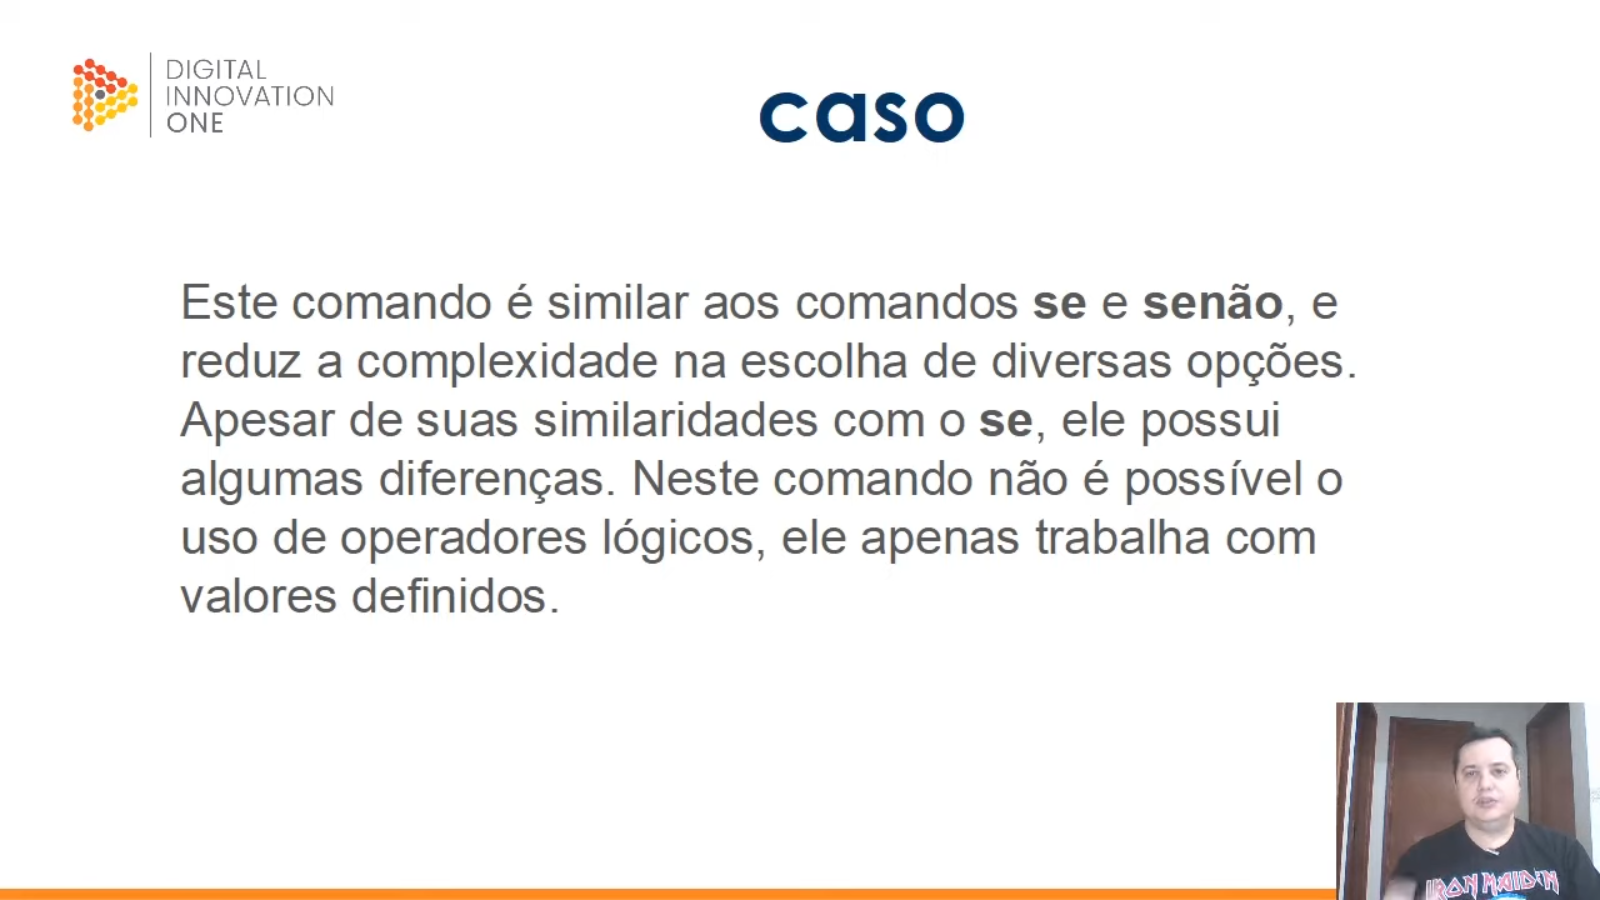 DIGITAL
INNOVATION
ONE
caso
Este comando é similar aos comandos se e senão, e
reduz a complexidade na escolha de diversas opções.
Apesar de suas similaridades com o se, ele possui
algumas diferenças. Neste comando não é possível o
uso de operadores lógicos, ele apenas trabalha com
valores definidos.
IRON MAIDEN